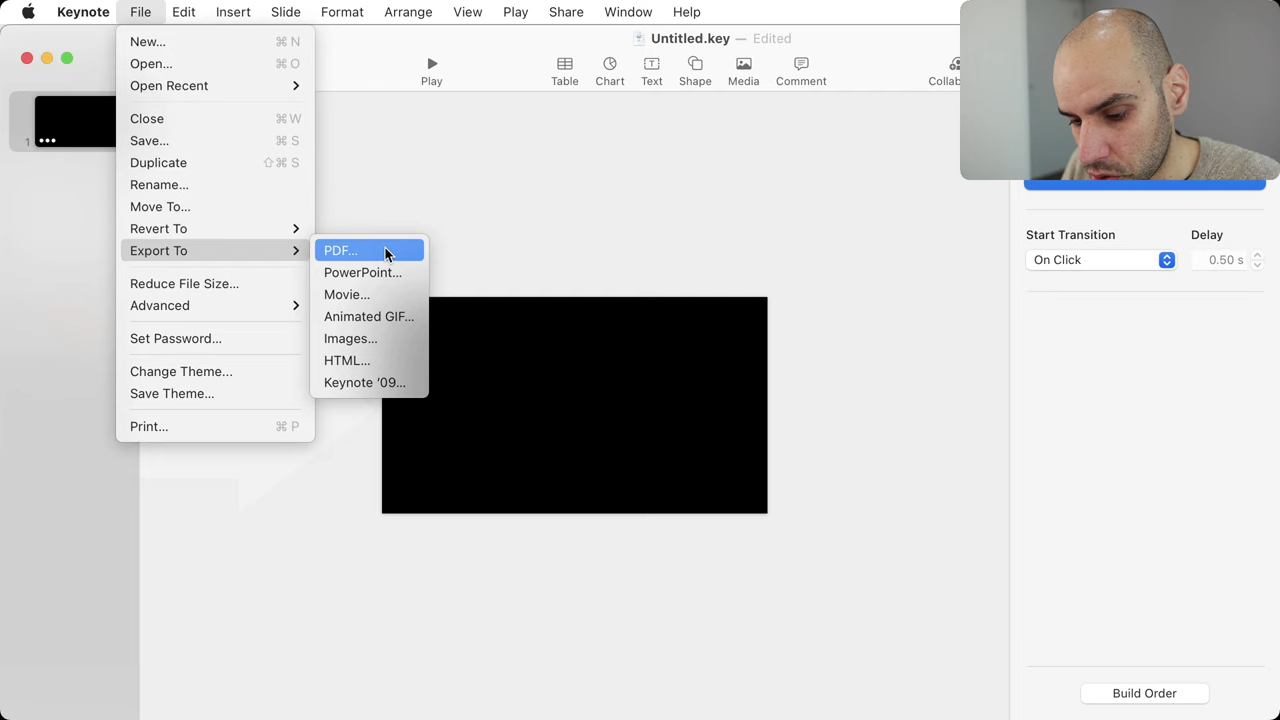 Keynote File Edit Insert Slide Format Arrange View Play Share Window Help
Untitled.key — Edited
Play
Table
Chart
Text
Shape
Media
Comment
Collab
New... ⌘ N
Open... ⌘ O
Open Recent
Close ⌘ W
Save... ⌘ S
Duplicate ⇧ ⌘ S
Rename...
Move To...
Revert To
Export To
Reduce File Size...
Advanced
Set Password...
Change Theme...
Save Theme...
Print... ⌘ P
PDF...
PowerPoint...
Movie...
Animated GIF...
Images...
HTML...
Keynote '09...
1
Start Transition
Delay
On Click
0.50 s
Build Order